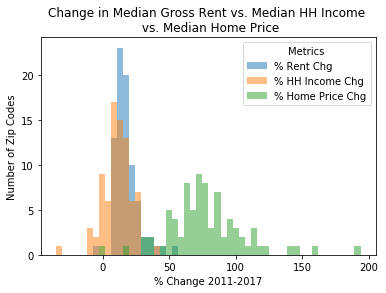 Change in Median Gross Rent vs. Median HH Income
vs. Median Home Price
Metrics
% Rent Chg
% HH Income Chg
% Home Price Chg
Number of Zip Codes
20
15
10
5
0
0
50
100
150
200
% Change 2011-2017